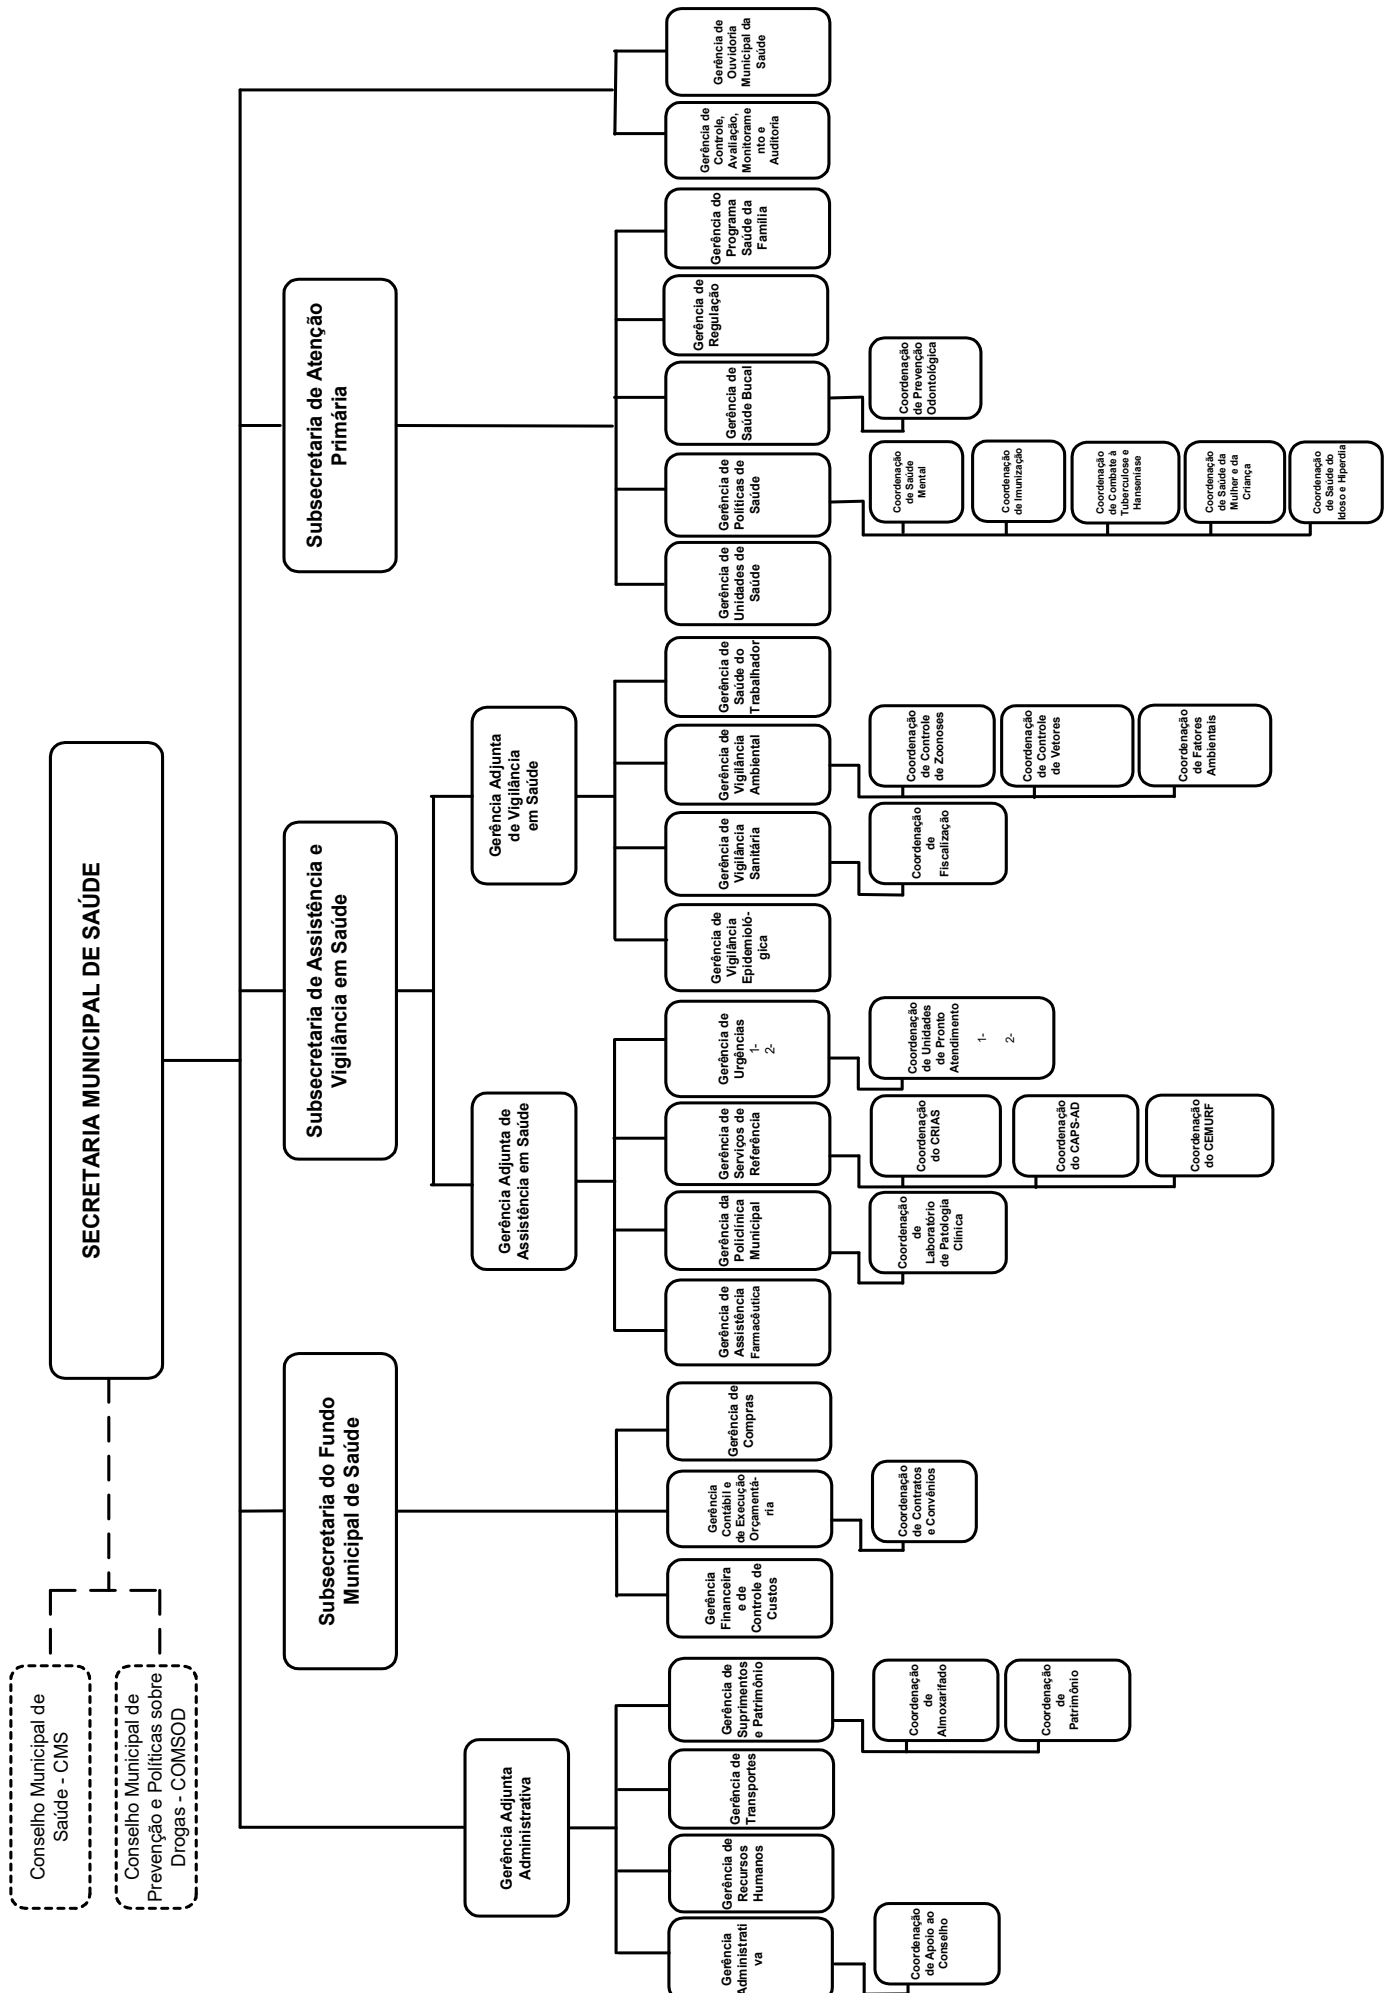 SECRETARIA MUNICIPAL DE SAÚDE
Conselho Municipal de
Saúde - CMS
Conselho Municipal de
Prevenção e Políticas sobre
Drogas - COMSOD
Subsecretaria do Fundo
Municipal de Saúde
Subsecretaria de Assistência e
Vigilância em Saúde
Subsecretaria de Atenção
Primária
Gerência Adjunta
Administrativa
Gerência Adjunta de
Assistência em Saúde
Gerência Adjunta
de Vigilância
em Saúde
Gerência
Administrati
va
Gerência de
Recursos
Humanos
Gerência de
Transportes
Gerência de
Suprimentos
e Patrimônio
Gerência
Financeira
e de
Controle de
Custos
Gerência
Contábil e
de Execução
Orçamentá-
ria
Gerência de
Compras
Gerência de
Assistência
Farmacêutica
Gerência da
Policlínica
Municipal
Gerência de
Serviços de
Referência
Gerência de
Urgências
1-
2-
Gerência de
Vigilância
Epidemioló-
gica
Gerência de
Vigilância
Sanitária
Gerência de
Vigilância
Ambiental
Gerência de
Saúde do
Trabalhador
Gerência de
Unidades de
Saúde
Gerência de
Políticas de
Saúde
Gerência de
Saúde Bucal
Gerência de
Regulação
Gerência do
Programa
Saúde da
Família
Gerência de
Controle,
Avaliação,
Monitorame
nto e
Auditoria
Gerência de
Ouvidoria
Municipal da
Saúde
Coordenação
de Apoio ao
Conselho
Coordenação
de
Almoxarifado
Coordenação
de
Patrimônio
Coordenação
de Contratos
e Convênios
Coordenação
de
Laboratório
de Patologia
Clínica
Coordenação
do CRIAS
Coordenação
do CAPS-AD
Coordenação
do CEMURF
Coordenação
de Unidades
de Pronto
Atendimento
1-
2-
Coordenação
de
Fiscalização
Coordenação
de Controle
de Zoonoses
Coordenação
de Controle
de Vetores
Coordenação
de Fatores
Ambientais
Coordenação
de Saúde
Mental
Coordenação
de Imunização
Coordenação
de Combate à
Tuberculose e
Hanseníase
Coordenação
de Saúde da
Mulher e da
Criança
Coordenação
de Saúde do
Idoso e Hiperdia
Coordenação
de Prevenção
Odontológica